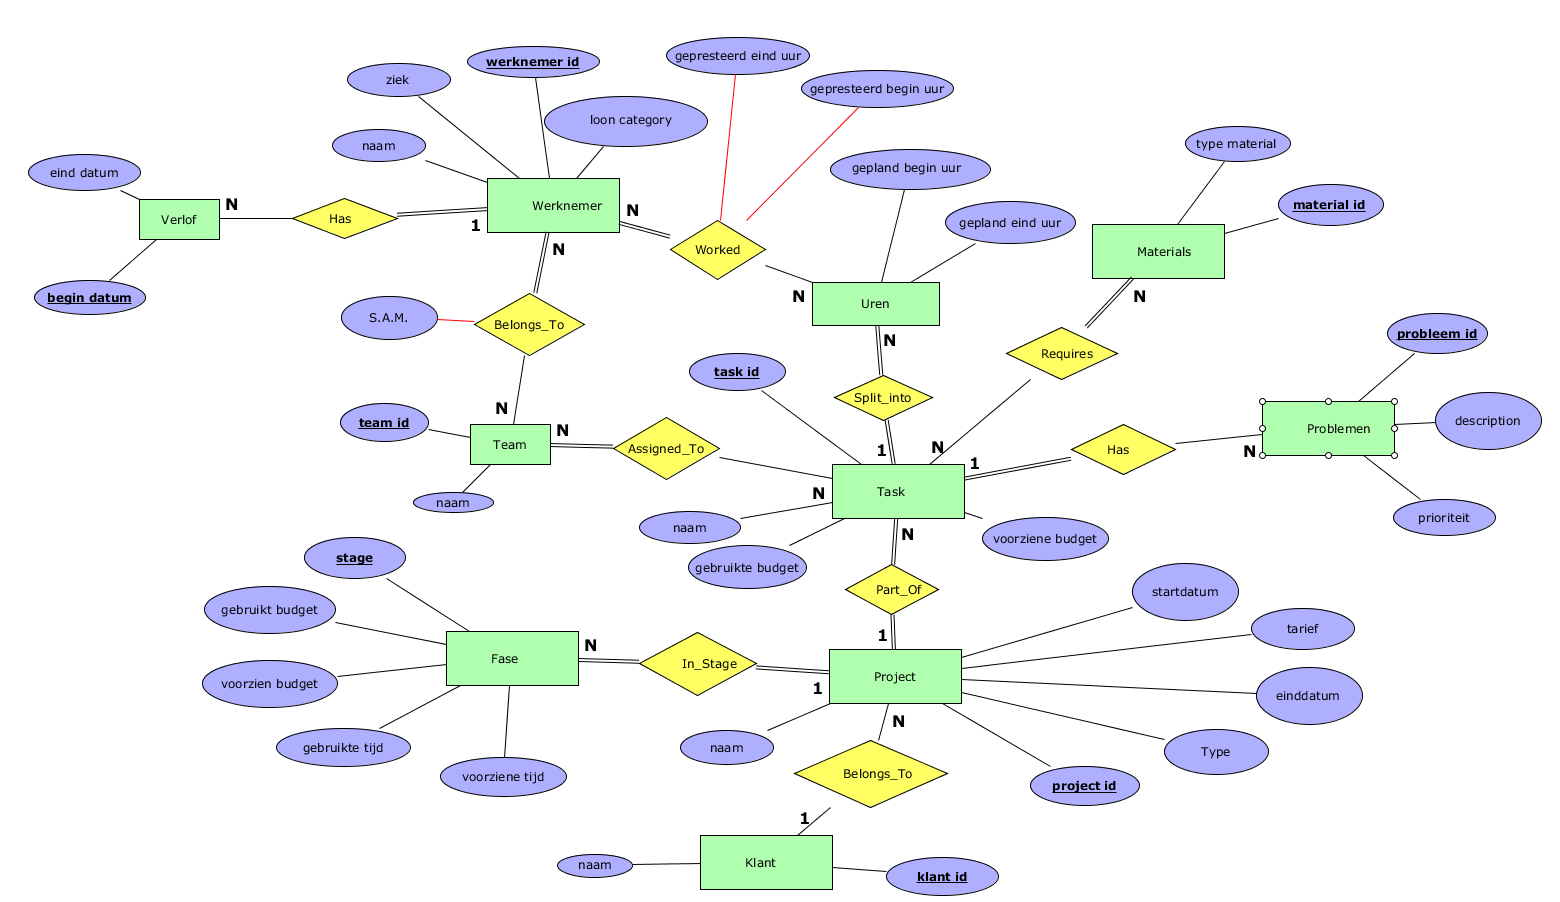 gepresteerd eind uur
werknemer id
ziek
gepresteerd begin uur
loon category
naam
type material
gepland begin uur
eind datum
N
Has
Werknemer
N
material id
Verlof
1
gepland eind uur
N
Worked
Materials
begin datum
N
N
Uren
S.A.M.
Belongs_To
probleem id
N
Requires
task id
Split_into
N
team id
description
N
Problemen
Team
Assigned_To
N
1
1
Has
N
naam
N
Task
prioriteit
naam
N
voorziene budget
stage
gebruikte budget
Part_Of
startdatum
gebruikt budget
tarief
N
1
Fase
In_Stage
Project
voorzien budget
1
einddatum
N
gebruikte tijd
naam
Type
voorziene tijd
Belongs_To
project id
1
naam
Klant
klant id